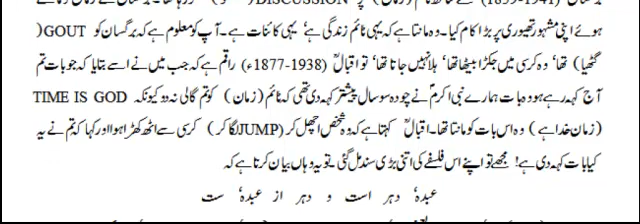 ہوئے اپنی مشہور تھیوری پر بڑا کام کیا۔ وہ مانتا ہے کہ یہی ٹائم زندگی ہے‘ یہی کائنات ہے۔ آپ کو معلوم ہے کہ برگسان کو GOUT (
گٹھیا) تھا‘ وہ کرسی میں جکڑا بیٹھا تھا‘ ہلا نہیں جاتا تھا‘ تو اقبالؒ (1938-1877ء) راقم ہے کہ جب میں نے اسے بتایا کہ جو بات تم
آج کہہ رہے ہو وہ بات ہمارے نبی اکرمؐ نے چودہ سو سال پیشتر کہہ دی تھی کہ ٹائم (زمان) کو تم گالی نہ دو کیونکہ TIME IS GOD
(زمان خدا ہے) وہ اس بات کو مانتا تھا۔ اقبالؒ کہتا ہے کہ وہ شخص اچھل کر (JUMP لگا کر) کرسی سے اٹھ کھڑا ہوا اور کہا کہ تم نے یہ
کیا بات کہہ دی ہے! مجھے تو اپنے اس فلسفے کی اتنی بڑی سند مل گئی۔ تو یہ وہاں بیان کرتا ہے کہ
عبدہٗ دہر است و دہر از عبدہٗ ست